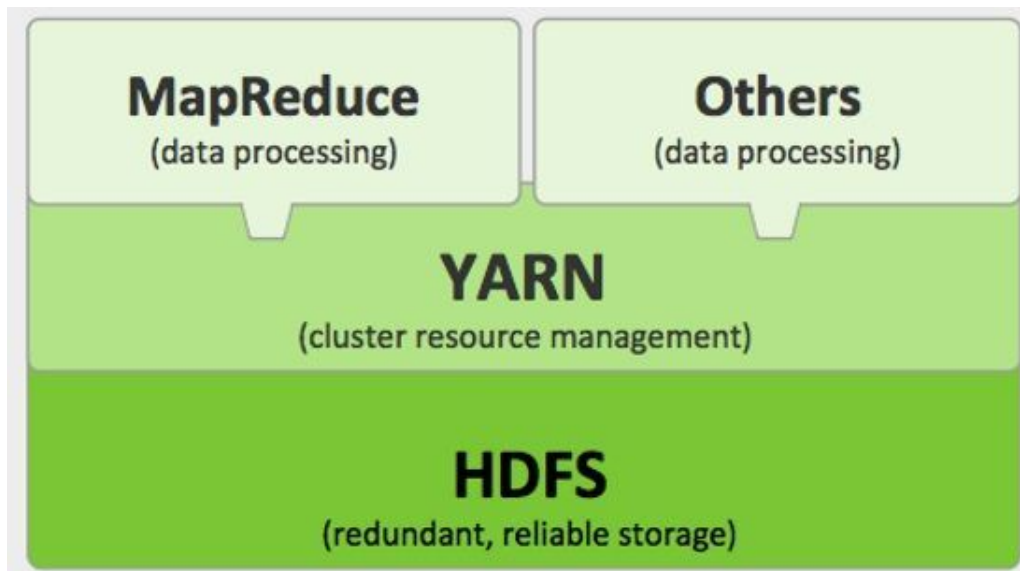 MapReduce
(data processing)
Others
(data processing)
YARN
(cluster resource management)
HDFS
(redundant, reliable storage)